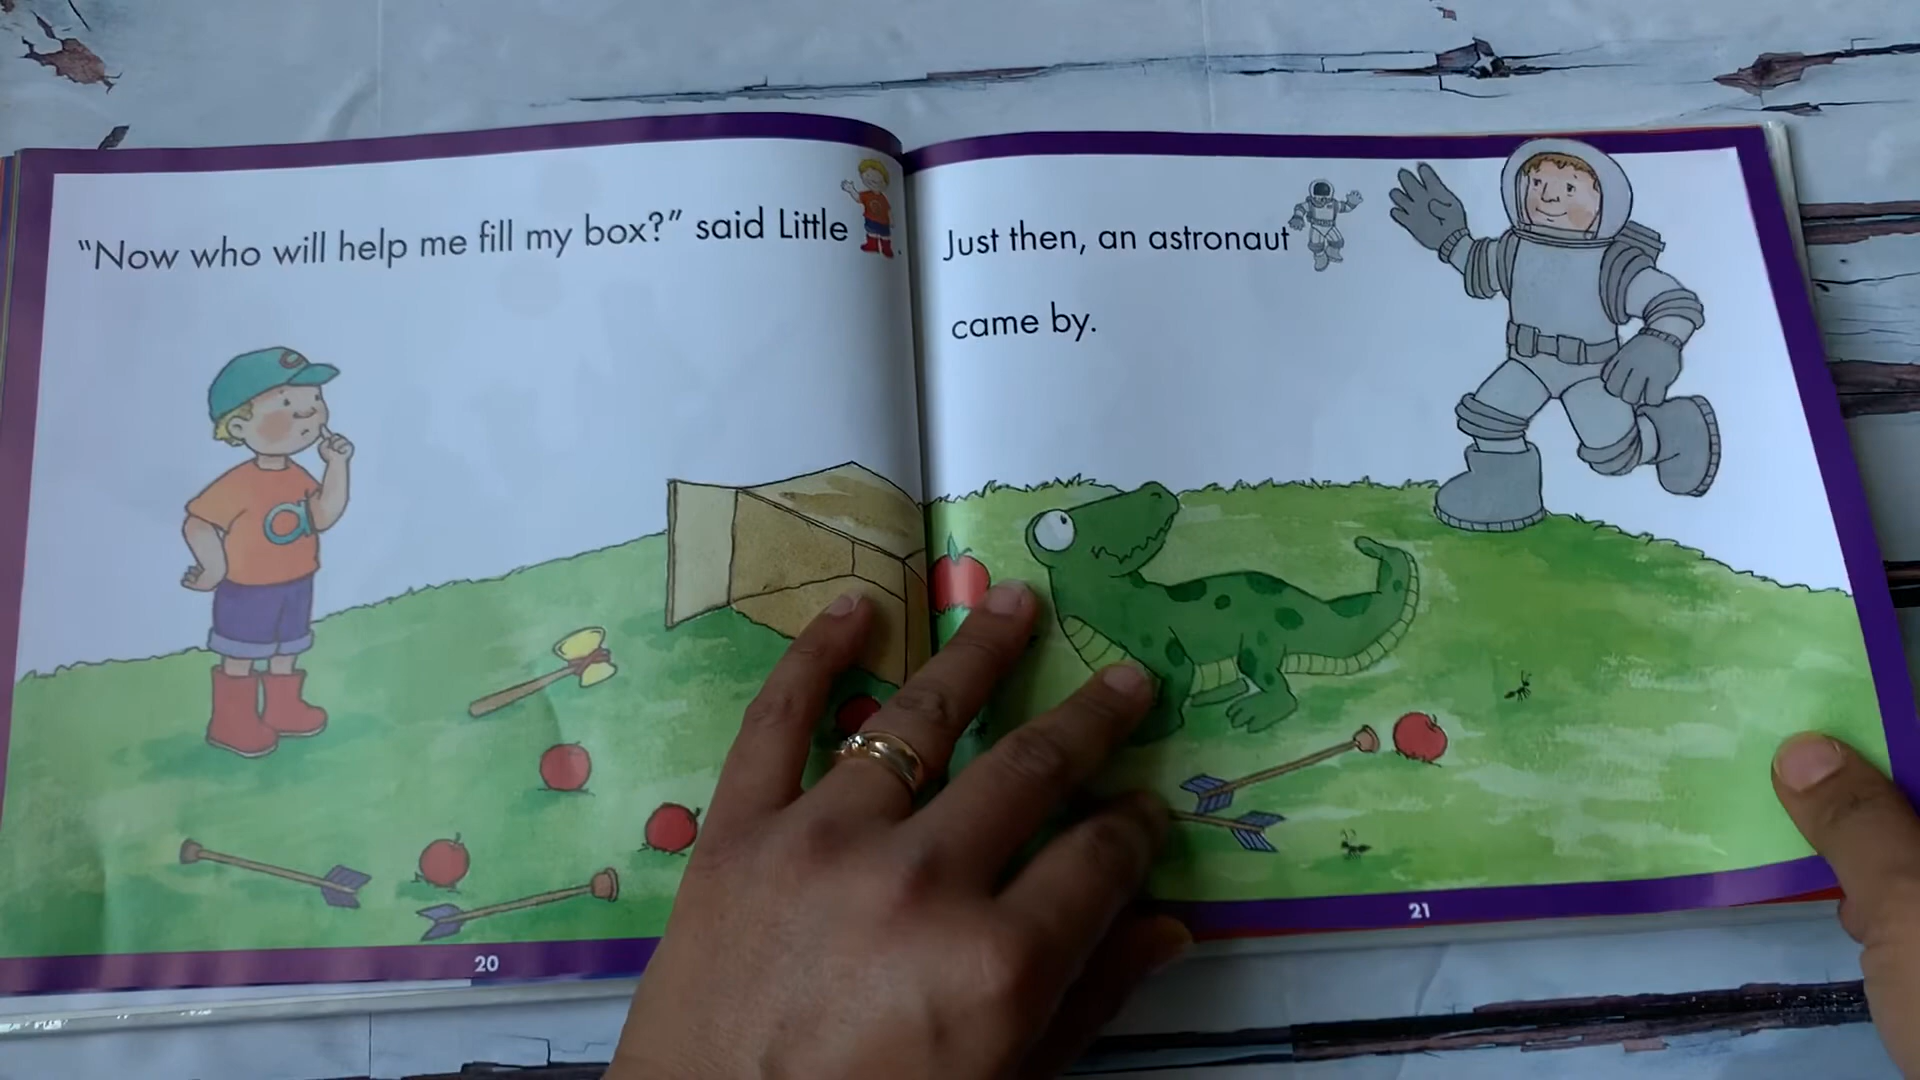 “Now who will help me fill my box?” said Little
.
Just then, an astronaut
came by.
a
a
20
21